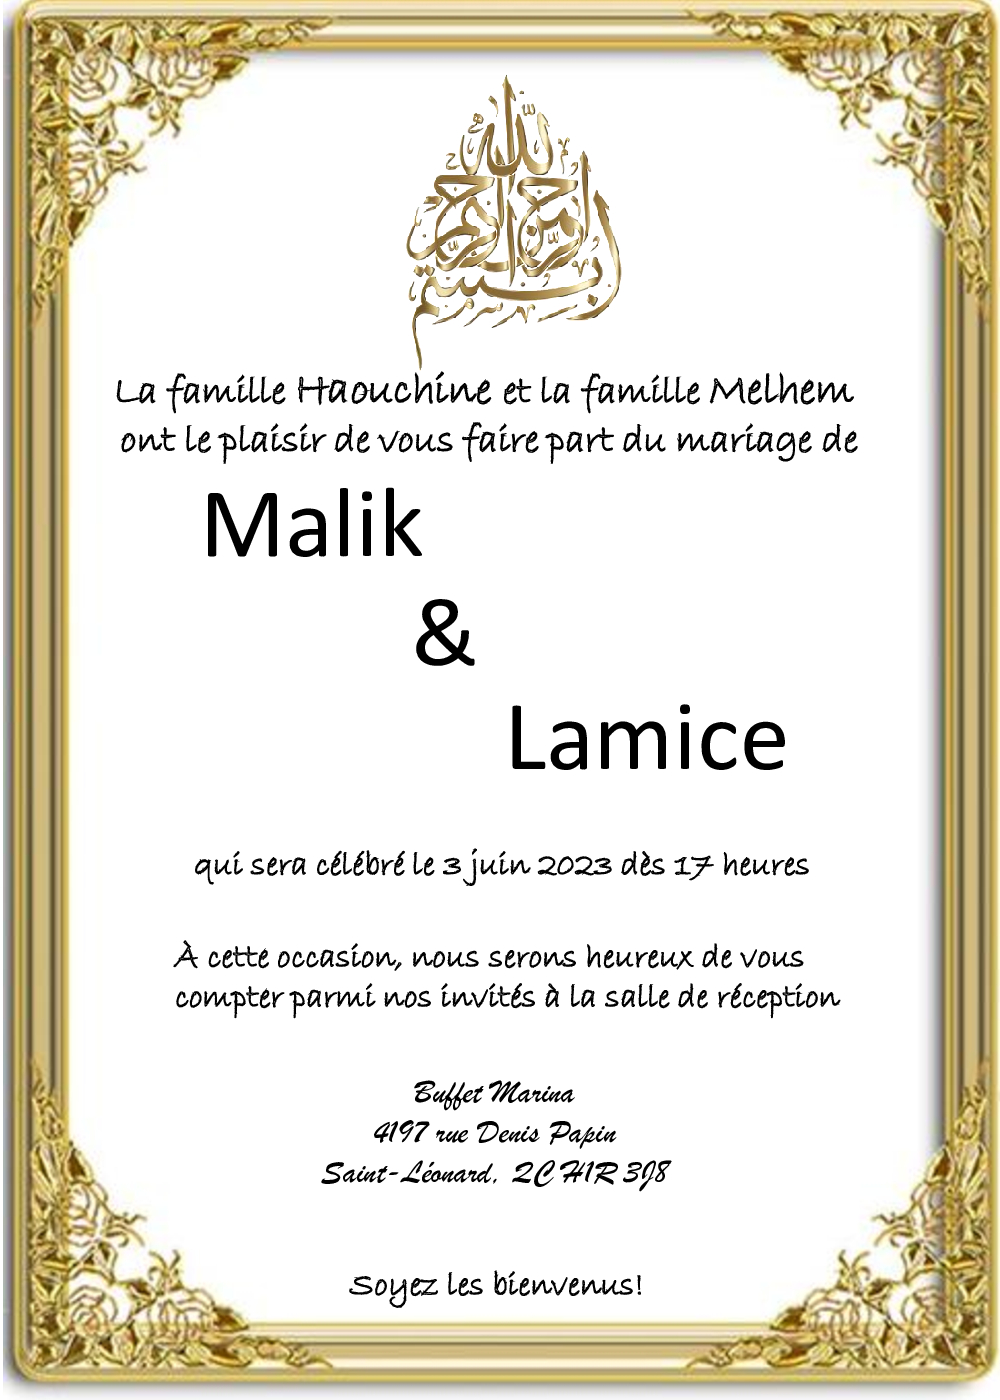 بسم الله الرحمن الرحيم
La famille Haouchine et la famille Melhem
ont le plaisir de vous faire part du mariage de
Malik
&
Lamice
qui sera célébré le 3 juin 2023 dès 17 heures
À cette occasion, nous serons heureux de vous
compter parmi nos invités à la salle de réception
Buffet Marina
4197 rue Denis Papin
Saint-Léonard, QC H1R 3J8
Soyez les bienvenus!